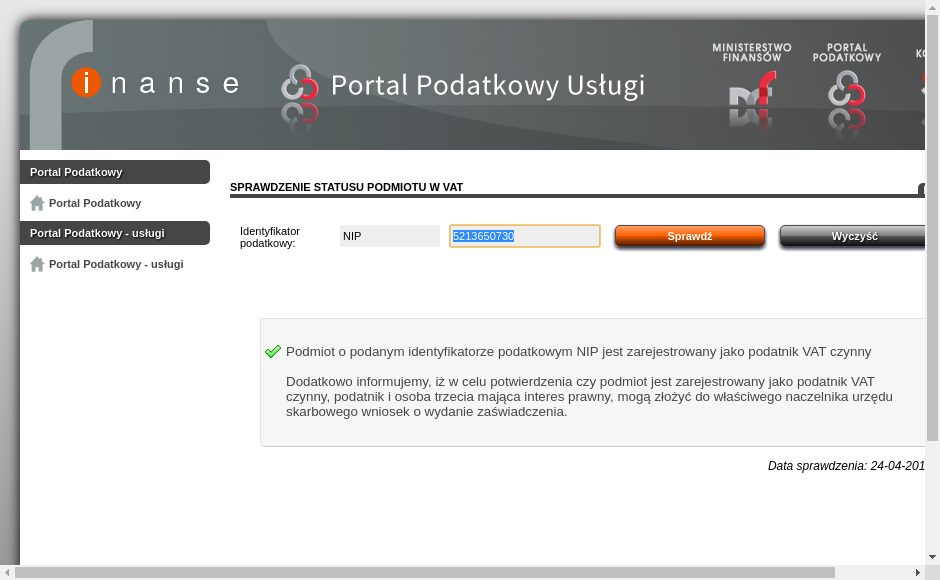 MINISTERSTWO
FINANSÓW
PORTAL
PODATKOWY
inanse
Portal Podatkowy Usługi
Portal Podatkowy
Portal Podatkowy
Portal Podatkowy - usługi
Portal Podatkowy - usługi
SPRAWDZENIE STATUSU PODMIOTU W VAT
Identyfikator
podatkowy:
NIP
5213650730
Sprawdź
Wyczyść
Podmiot o podanym identyfikatorze podatkowym NIP jest zarejestrowany jako podatnik VAT czynny
Dodatkowo informujemy, iż w celu potwierdzenia czy podmiot jest zarejestrowany jako podatnik VAT
czynny, podatnik i osoba trzecia mająca interes prawny, mogą złożyć do właściwego naczelnika urzędu
skarbowego wniosek o wydanie zaświadczenia.
Data sprawdzenia: 24-04-201